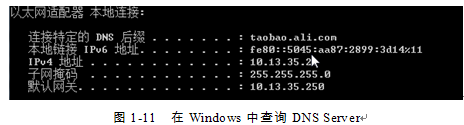 以太网适配器 本地连接:
连接特定的 DNS 后缀 . . . . . . . : taobao.ali.com
本地链接 IPv6 地址. . . . . . . . : fe80::5045:aa87:2899:3d14%11
IPv4 地址 . . . . . . . . . . . . : 10.13.35.2
子网掩码 . . . . . . . . . . . . : 255.255.255.0
默认网关. . . . . . . . . . . . . : 10.13.35.250
图 1-11 在 Windows 中查询 DNS Server↵